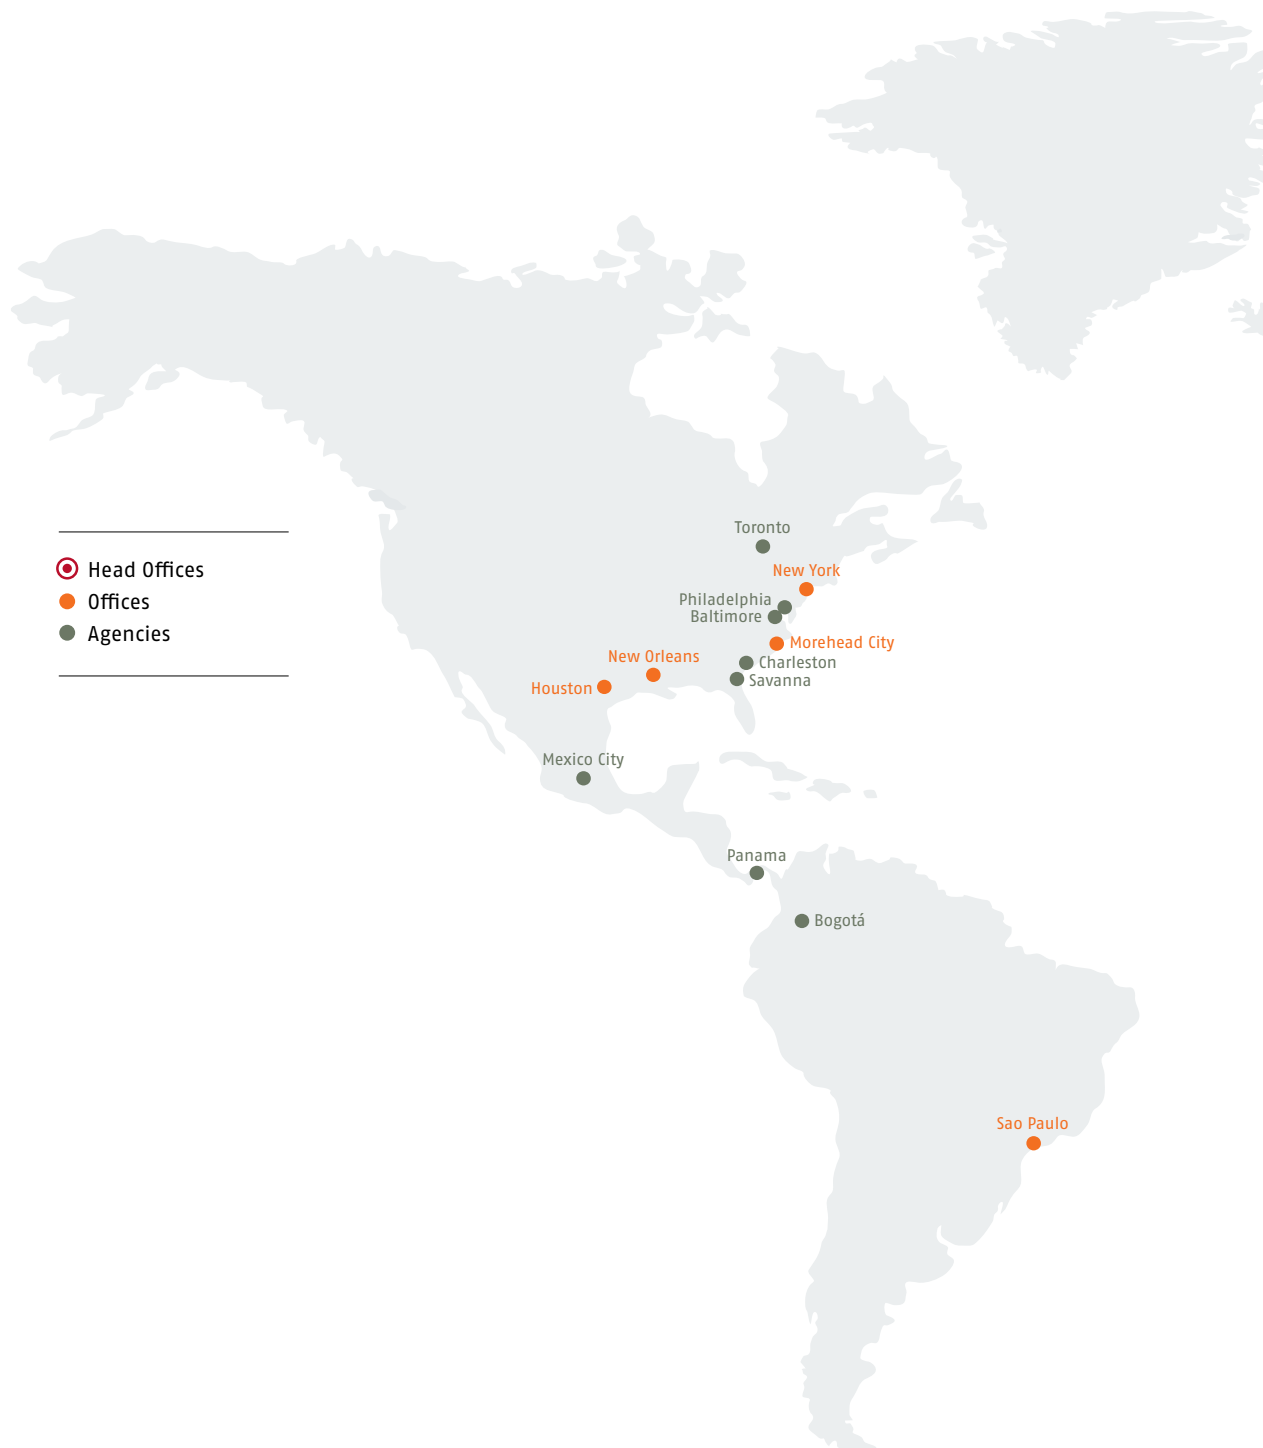 Toronto
New York
Philadelphia
Baltimore
Morehead City
New Orleans
Charleston
Savanna
Houston
Head Offices
Offices
Agencies
Mexico City
Panama
Bogotá
Sao Paulo